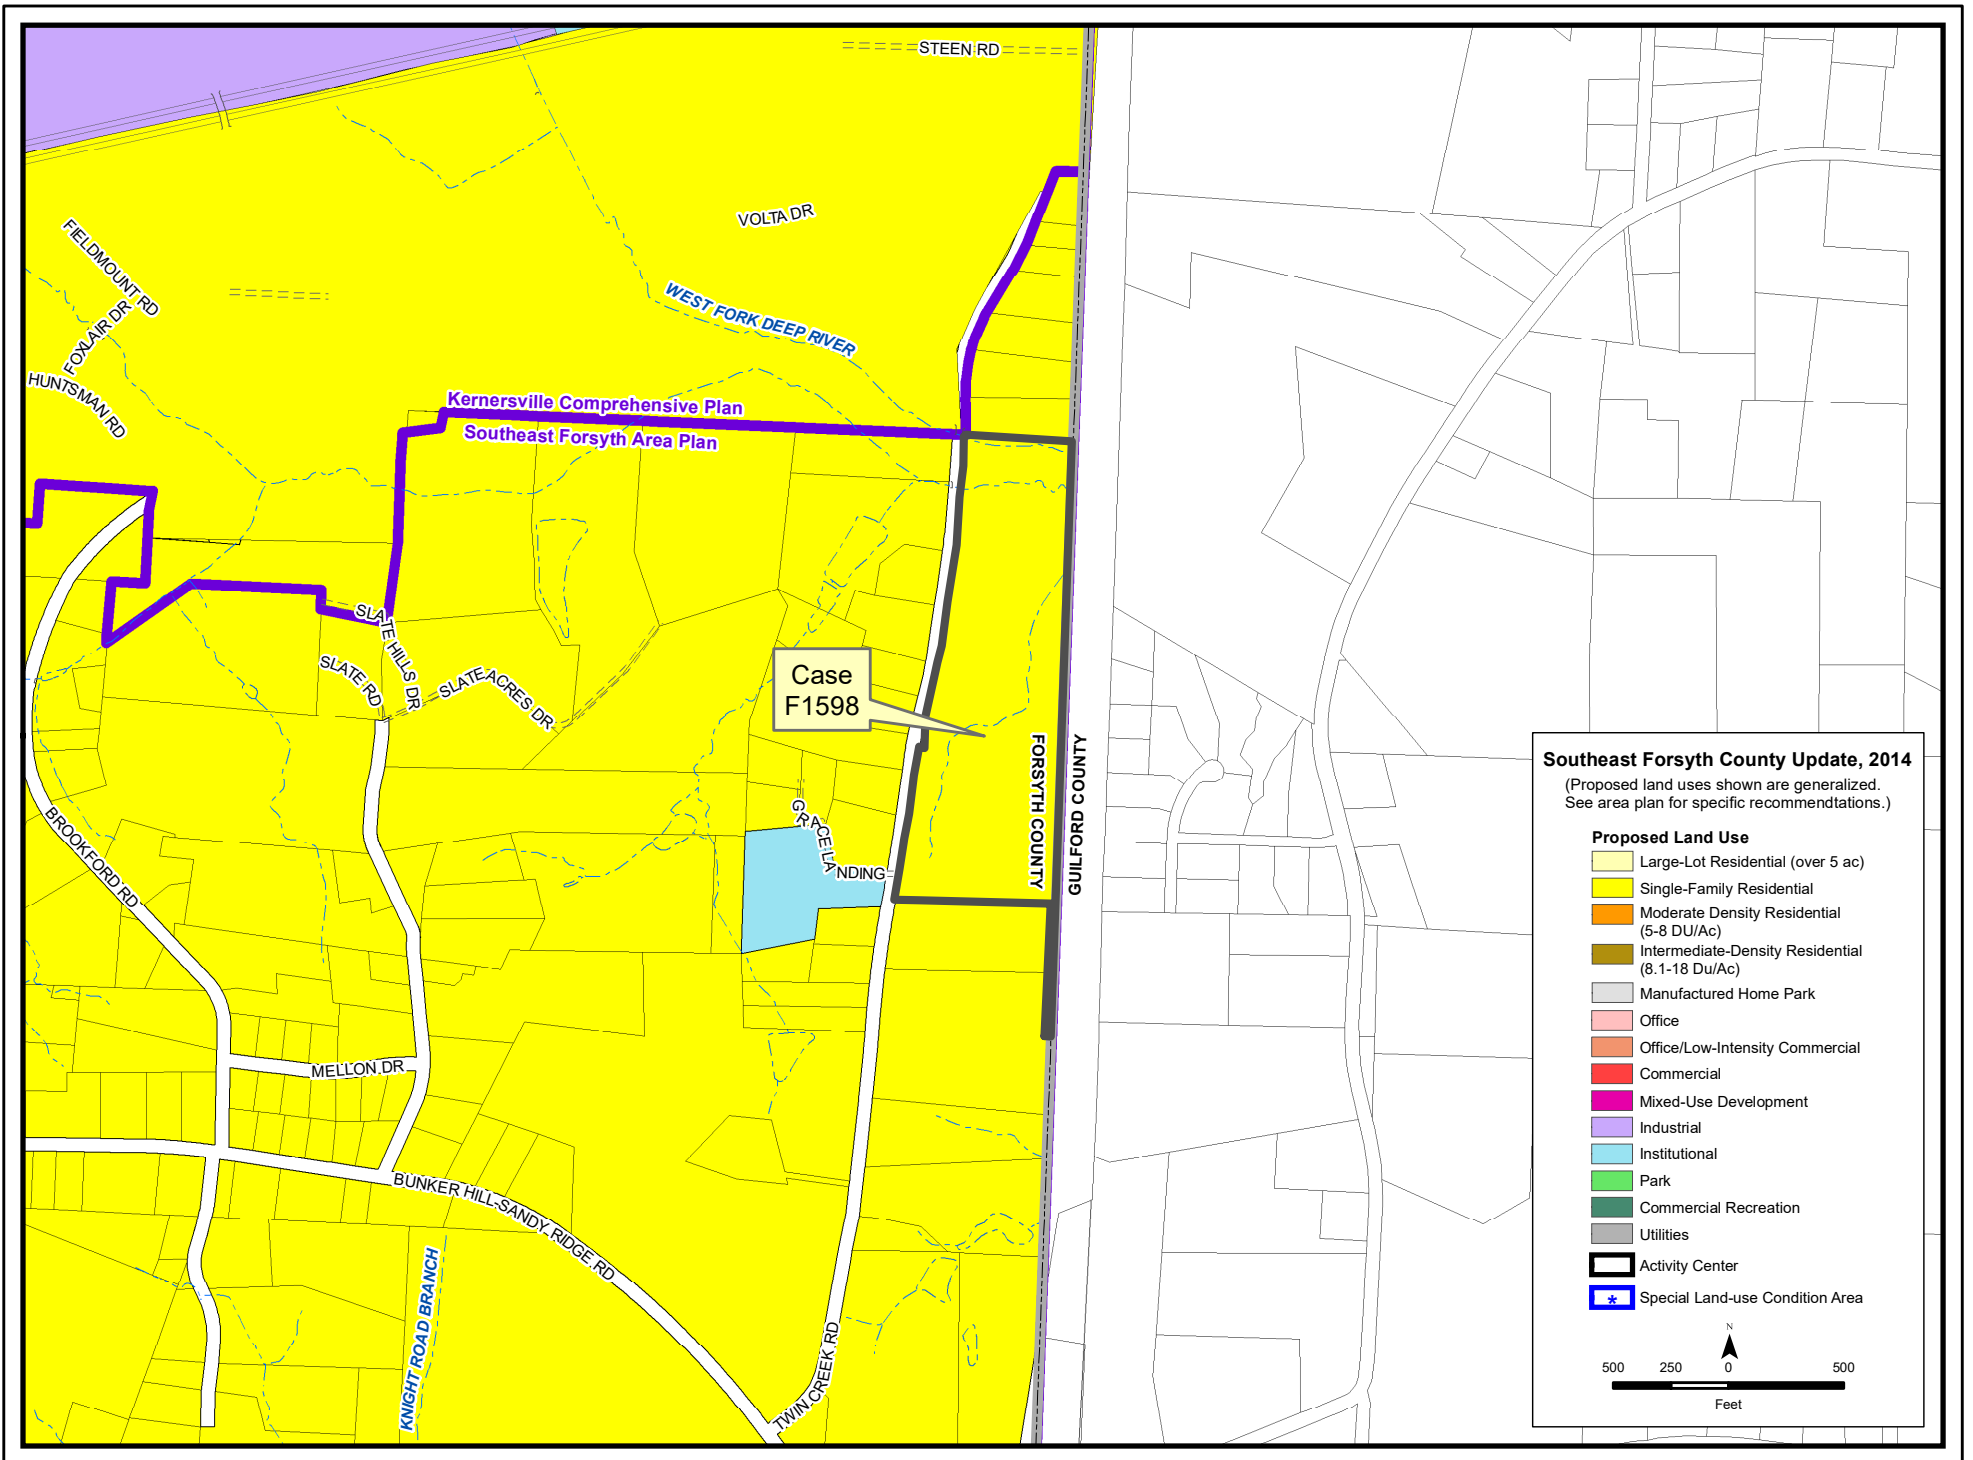 STEEN RD
VOLTA DR
FIELDMOUNT RD
FOXLAIR DR
HUNTSMAN RD
WEST FORK DEEP RIVER
Kernersville Comprehensive Plan
Southeast Forsyth Area Plan
SLATE HILLS DR
SLATE RD
SLATE ACRES DR
Case
F1598
FORSYTH COUNTY
GUILFORD COUNTY
GRACE LANDING
BROOKFORD RD
MELLON DR
BUNKER HILL-SANDY RIDGE RD
KNIGHT ROAD BRANCH
TWIN CREEK RD
Southeast Forsyth County Update, 2014
(Proposed land uses shown are generalized.
See area plan for specific recommendtations.)
Proposed Land Use
Large-Lot Residential (over 5 ac)
Single-Family Residential
Moderate Density Residential
(5-8 DU/Ac)
Intermediate-Density Residential
(8.1-18 Du/Ac)
Manufactured Home Park
Office
Office/Low-Intensity Commercial
Commercial
Mixed-Use Development
Industrial
Institutional
Park
Commercial Recreation
Utilities
Activity Center
* Special Land-use Condition Area
N
500 250 0 500
Feet